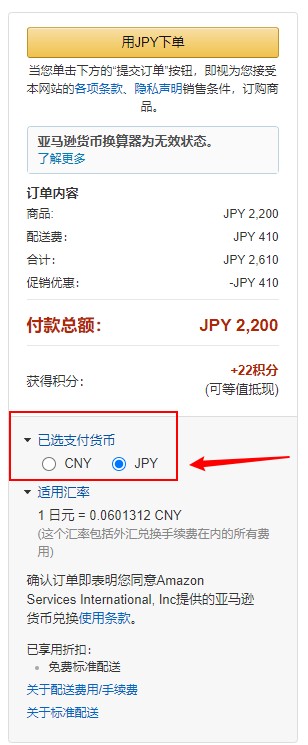 用JPY下单
当您单击下方的“提交订单”按钮，即视为您接受
本网站的各项条款、隐私声明销售条件，订购商
品。
亚马逊货币换算器为无效状态。
了解更多
订单内容
商品: JPY 2,200
配送费： JPY 410
合计： JPY 2,610
促销优惠： -JPY 410
付款总额： JPY 2,200
+22积分
获得积分： (可等值抵现)
已选支付货币
CNY JPY
适用汇率
1 日元 = 0.0601312 CNY
(这个汇率包括外汇兑换手续费在内的所有费
用)
确认订单即表明您同意Amazon
Services International, Inc提供的亚马逊
货币兑换使用条款。
已享用折扣：
免费标准配送
关于配送费用/手续费
关于标准配送